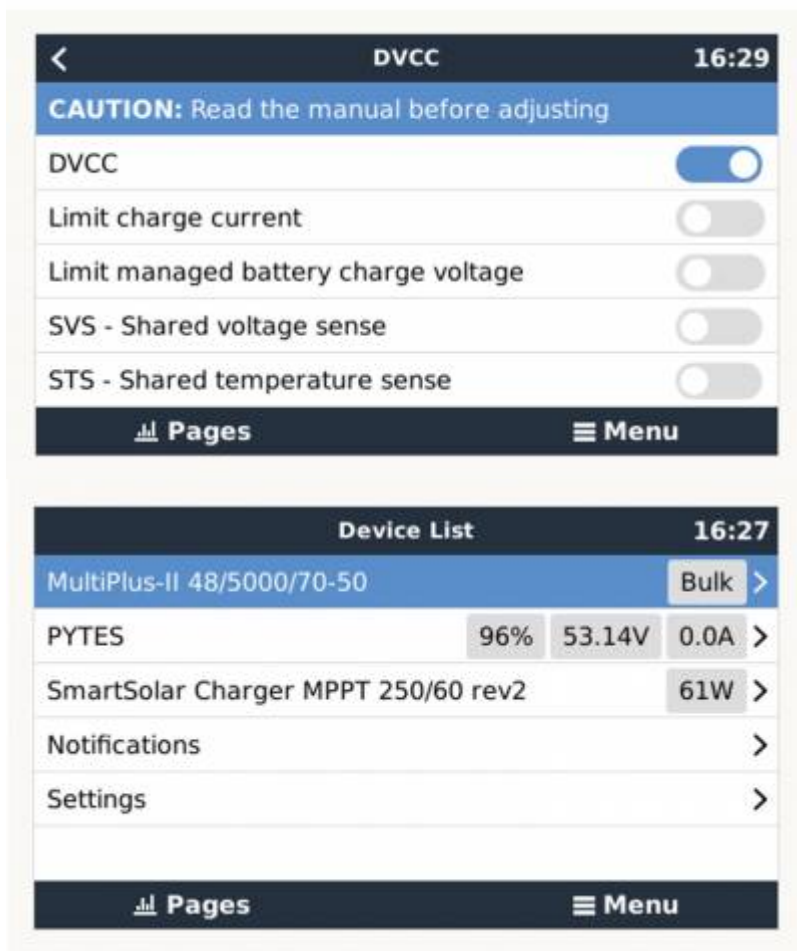 DVCC 16:29
CAUTION: Read the manual before adjusting
DVCC
Limit charge current
Limit managed battery charge voltage
SVS - Shared voltage sense
STS - Shared temperature sense
Pages Menu
Device List 16:27
MultiPlus-II 48/5000/70-50 Bulk
PYTES 96% 53.14V 0.0A
SmartSolar Charger MPPT 250/60 rev2 61W
Notifications
Settings
Pages Menu